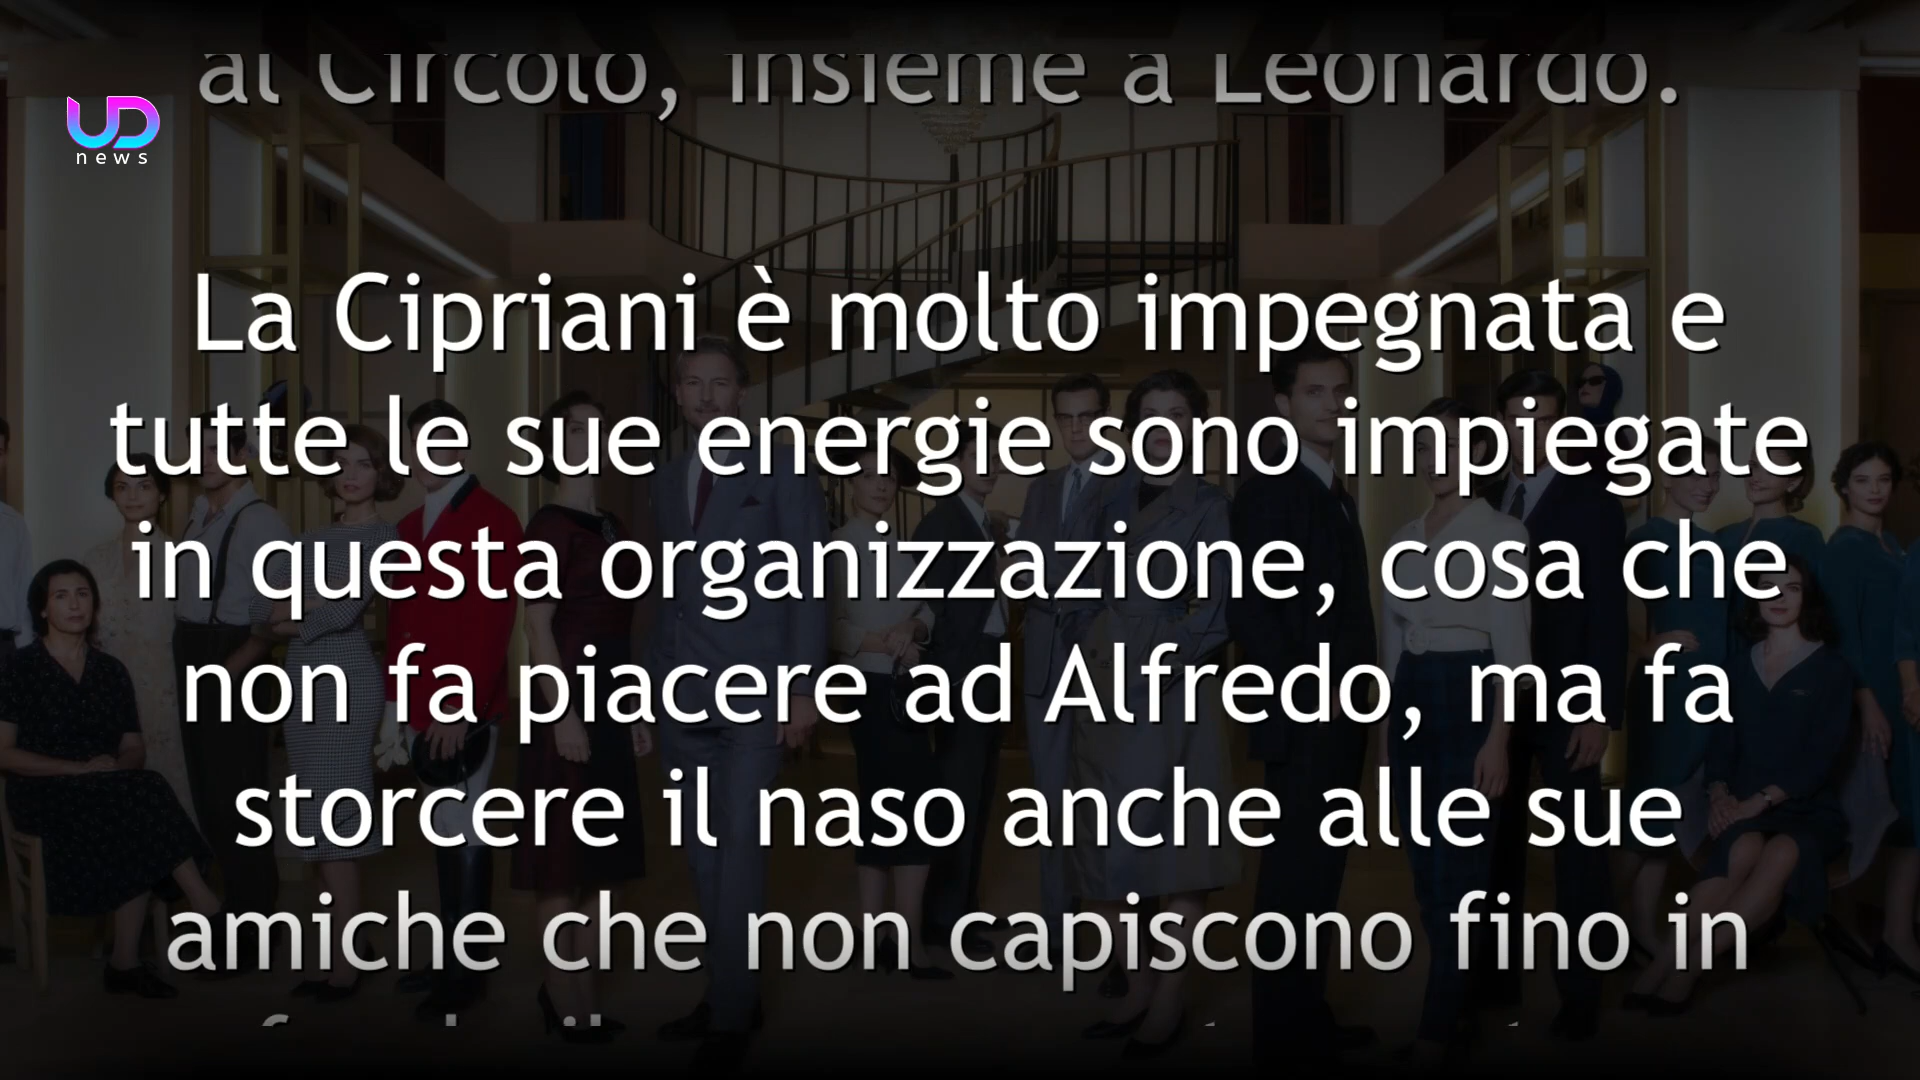 al Circolo, insieme a Leonardo.
UD
news
La Cipriani è molto impegnata e
tutte le sue energie sono impiegate
in questa organizzazione, cosa che
non fa piacere ad Alfredo, ma fa
storcere il naso anche alle sue
amiche che non capiscono fino in